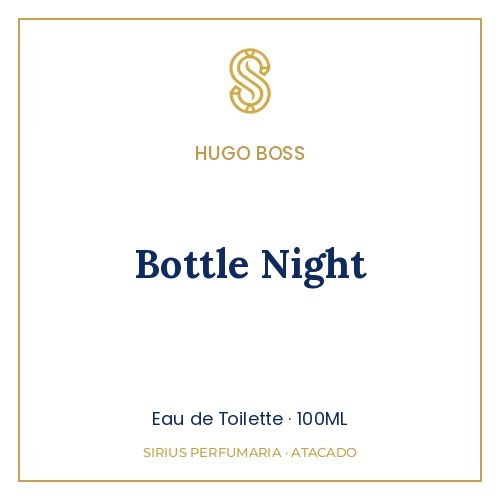 HUGO BOSS
Bottle Night
Eau de Toilette · 100ML
SIRIUS PERFUMARIA · ATACADO